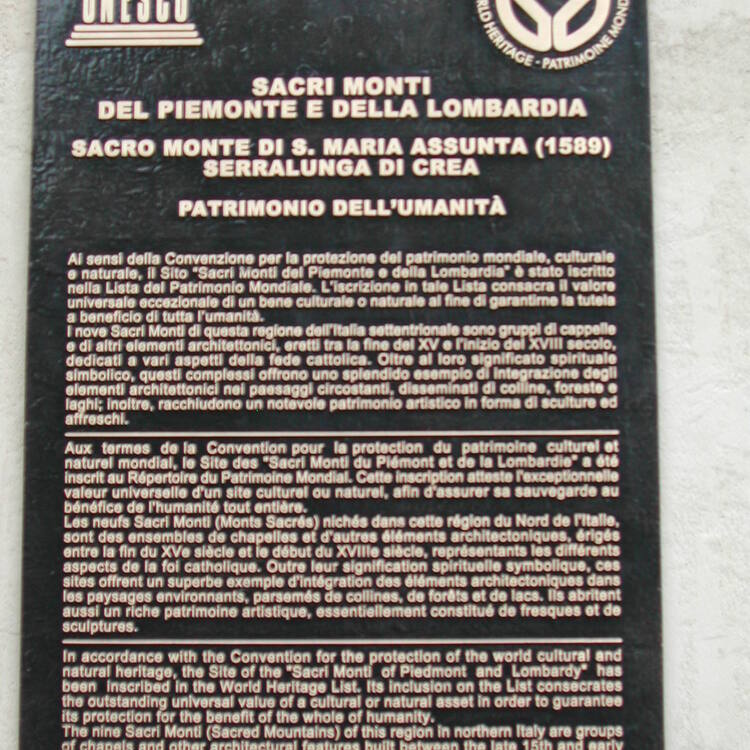 UNESCO
WORLD HERITAGE - PATRIMOINE MOND
SACRI MONTI
DEL PIEMONTE E DELLA LOMBARDIA
SACRO MONTE DI S. MARIA ASSUNTA (1589)
SERRALUNGA DI CREA
PATRIMONIO DELL'UMANITÀ
Ai sensi della Convenzione per la protezione del patrimonio mondiale, culturale
e naturale, il Sito "Sacri Monti del Piemonte e della Lombardia" è stato iscritto
nella Lista del Patrimonio Mondiale. L'iscrizione in tale Lista consacra il valore
universale eccezionale di un bene culturale o naturale al fine di garantirne la tutela
a beneficio di tutta l'umanità.
I nove Sacri Monti di questa regione dell'Italia settentrionale sono gruppi di cappelle
e di altri elementi architettonici, eretti tra la fine del XV e l'inizio del XVIII secolo,
dedicati a vari aspetti della fede cattolica. Oltre al loro significato spirituale
simbolico, questi complessi offrono uno splendido esempio di integrazione degli
elementi architettonici nei paesaggi circostanti, disseminati di colline, foreste e
laghi; inoltre, racchiudono un notevole patrimonio artistico in forma di sculture ed
affreschi.
Aux termes de la Convention pour la protection du patrimoine culturel et
naturel mondial, le Site des "Sacri Monti du Piémont et de la Lombardie" a été
inscrit au Répertoire du Patrimoine Mondial. Cette inscription atteste l'exceptionnelle
valeur universelle d'un site culturel ou naturel, afin d'assurer sa sauvegarde au
bénéfice de l'humanité tout entière.
Les neufs Sacri Monti (Monts Sacrés) nichés dans cette région du Nord de l'Italie,
sont des ensembles de chapelles et d'autres éléments architectoniques, érigés
entre la fin du XVe siècle et le début du XVIIIe siècle, représentants les différents
aspects de la foi catholique. Outre leur signification spirituelle symbolique, ces
sites offrent un superbe exemple d'intégration des éléments architectoniques dans
les paysages environnants, parsemés de collines, de forêts et de lacs. Ils abritent
aussi un riche patrimoine artistique, essentiellement constitué de fresques et de
sculptures.
In accordance with the Convention for the protection of the world cultural and
natural heritage, the Site of the "Sacri Monti of Piedmont and Lombardy" has
been inscribed in the World Heritage List. Its inclusion on the List consecrates
the outstanding universal value of a cultural or natural asset in order to guarantee
its protection for the benefit of the whole of humanity.
The nine Sacri Monti (Sacred Mountains) of this region in northern Italy are groups
of chapels and other architectural features built between the late 15th and early